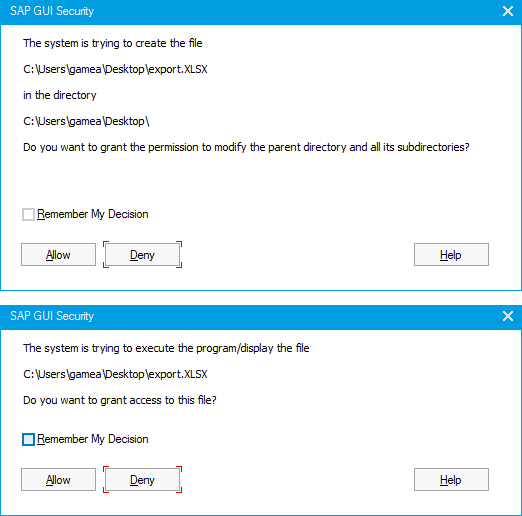 SAP GUI Security
The system is trying to create the file
C:\Users\gamea\Desktop\export.XLSX
in the directory
C:\Users\gamea\Desktop\
Do you want to grant the permission to modify the parent directory and all its subdirectories?
Remember My Decision
Allow Deny Help
SAP GUI Security
The system is trying to execute the program/display the file
C:\Users\gamea\Desktop\export.XLSX
Do you want to grant access to this file?
Remember My Decision
Allow Deny Help